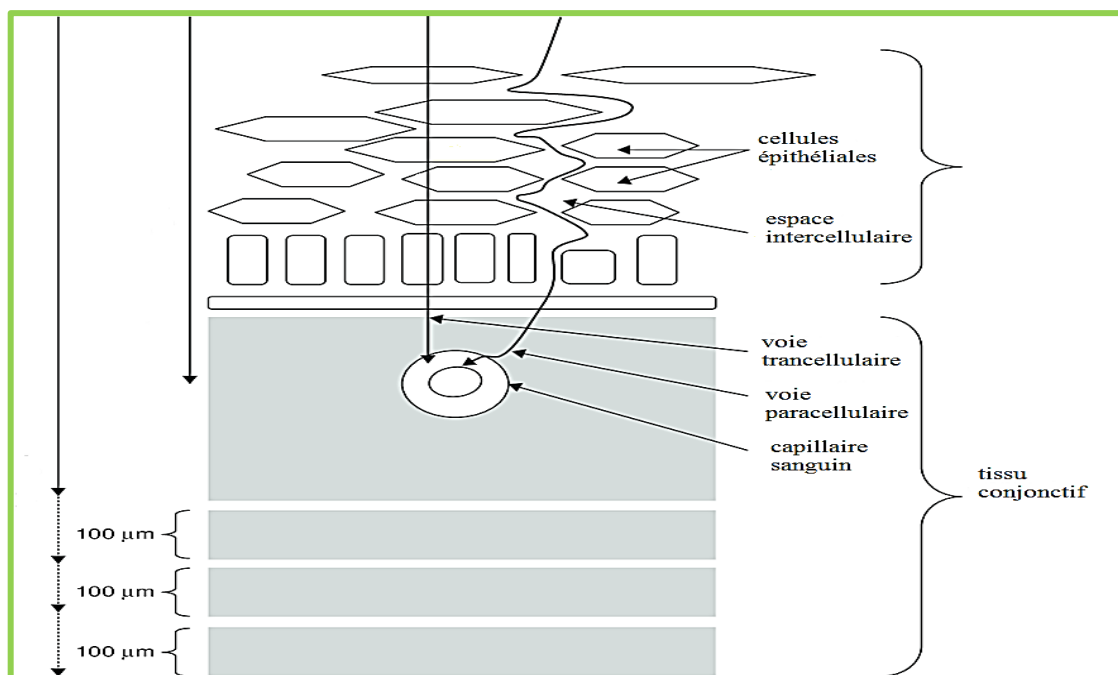 cellules
épithéliales
espace
intercellulaire
voie
trancellulaire
voie
paracellulaire
capillaire
sanguin
tissu
conjonctif
100 µm
100 µm
100 µm